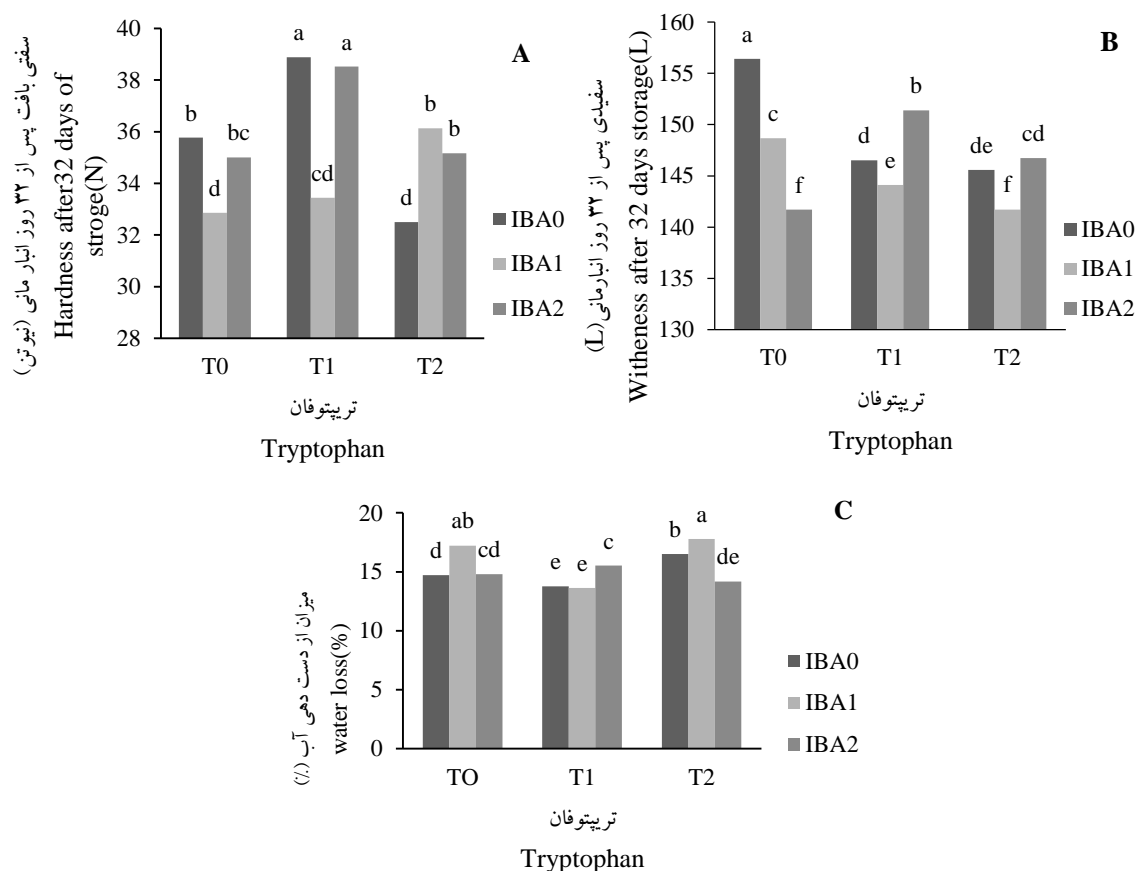 A
سفتی بافت پس از ۳۲ روز انبار مانی (نیوتن)
Hardness after32 days of
stroge(N)
40
38
36
34
32
30
28
b
d
bc
a
cd
a
d
b
b
T0
T1
T2
تریپتوفان
Tryptophan
IBA0
IBA1
IBA2
B
سفیدی پس از ۳۲ روز انبارمانی (L)
Witheness after 32 days storage(L)
160
155
150
145
140
135
130
a
c
f
d
e
b
de
f
cd
T0
T1
T2
تریپتوفان
Tryptophan
IBA0
IBA1
IBA2
C
میزان از دست دهی آب (٪)
water loss(%)
20
15
10
5
0
d
ab
cd
e
e
c
b
a
de
TO
T1
T2
تریپتوفان
Tryptophan
IBA0
IBA1
IBA2